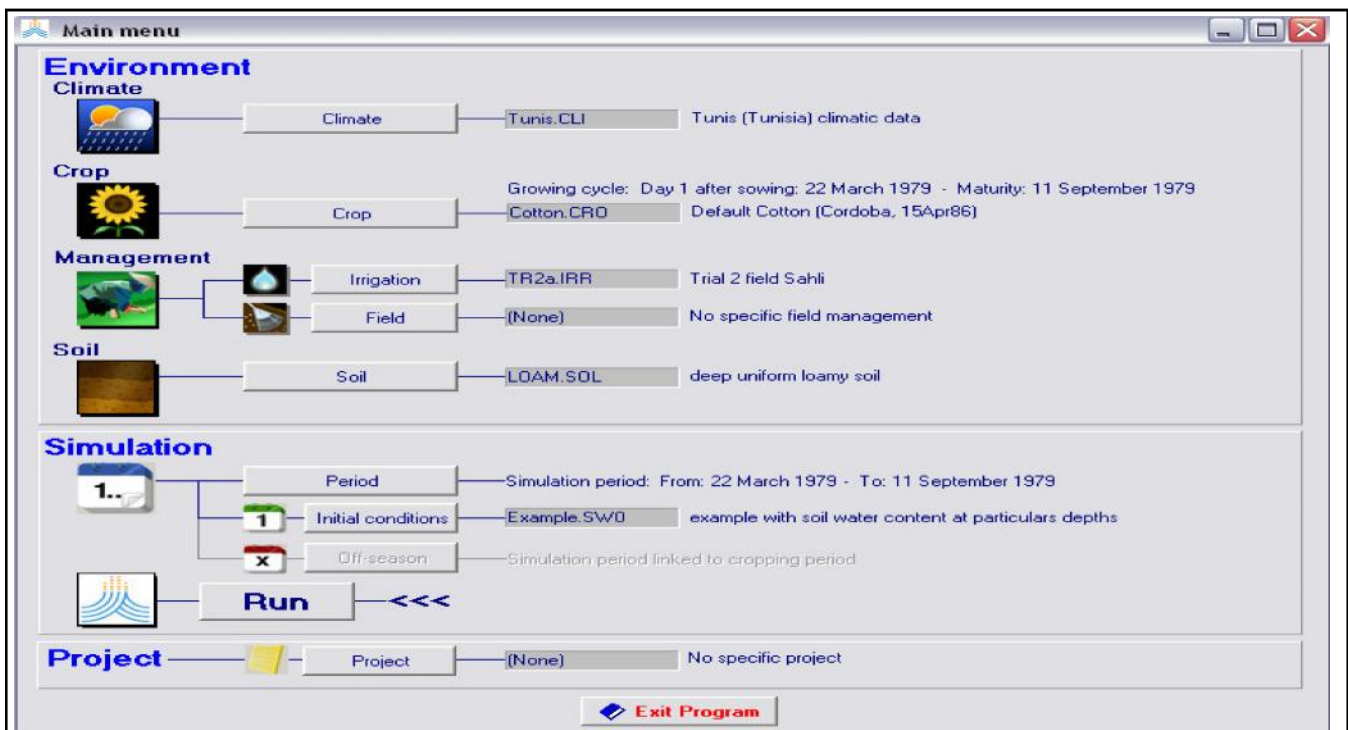 Main menu
Environment
Climate
Climate Tunis.CLI Tunis (Tunisia) climatic data
Crop
Growing cycle: Day 1 after sowing: 22 March 1979 - Maturity: 11 September 1979
Crop Cotton.CRO Default Cotton (Cordoba, 15Apr86)
Management
Irrigation TR2a.IRR Trial 2 field Sahli
Field (None) No specific field management
Soil
Soil LOAM.SOL deep uniform loamy soil
Simulation
1.. Period Simulation period: From: 22 March 1979 - To: 11 September 1979
1 Initial conditions Example.SW0 example with soil water content at particulars depths
x Off-season Simulation period linked to cropping period
Run <<<
Project Project (None) No specific project
Exit Program